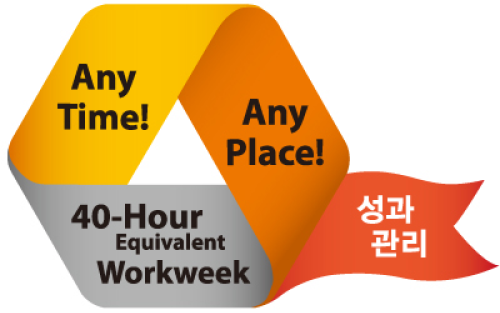 Any
Time!
Any
Place!
40-Hour
Equivalent
Workweek
성과
관리